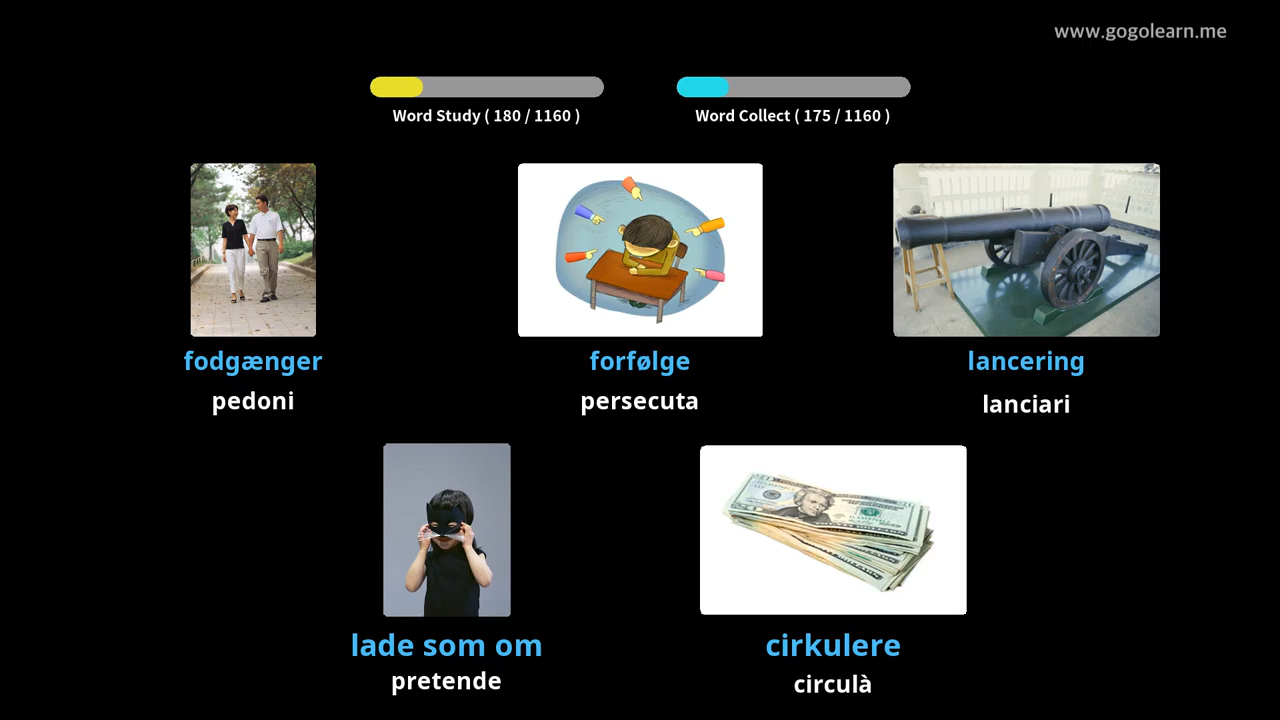 www.gogolearn.me
Word Study ( 180 / 1160 )
Word Collect ( 175 / 1160 )
fodgænger
pedoni
forfølge
persecuta
lancering
lanciari
lade som om
pretende
cirkulere
circulà